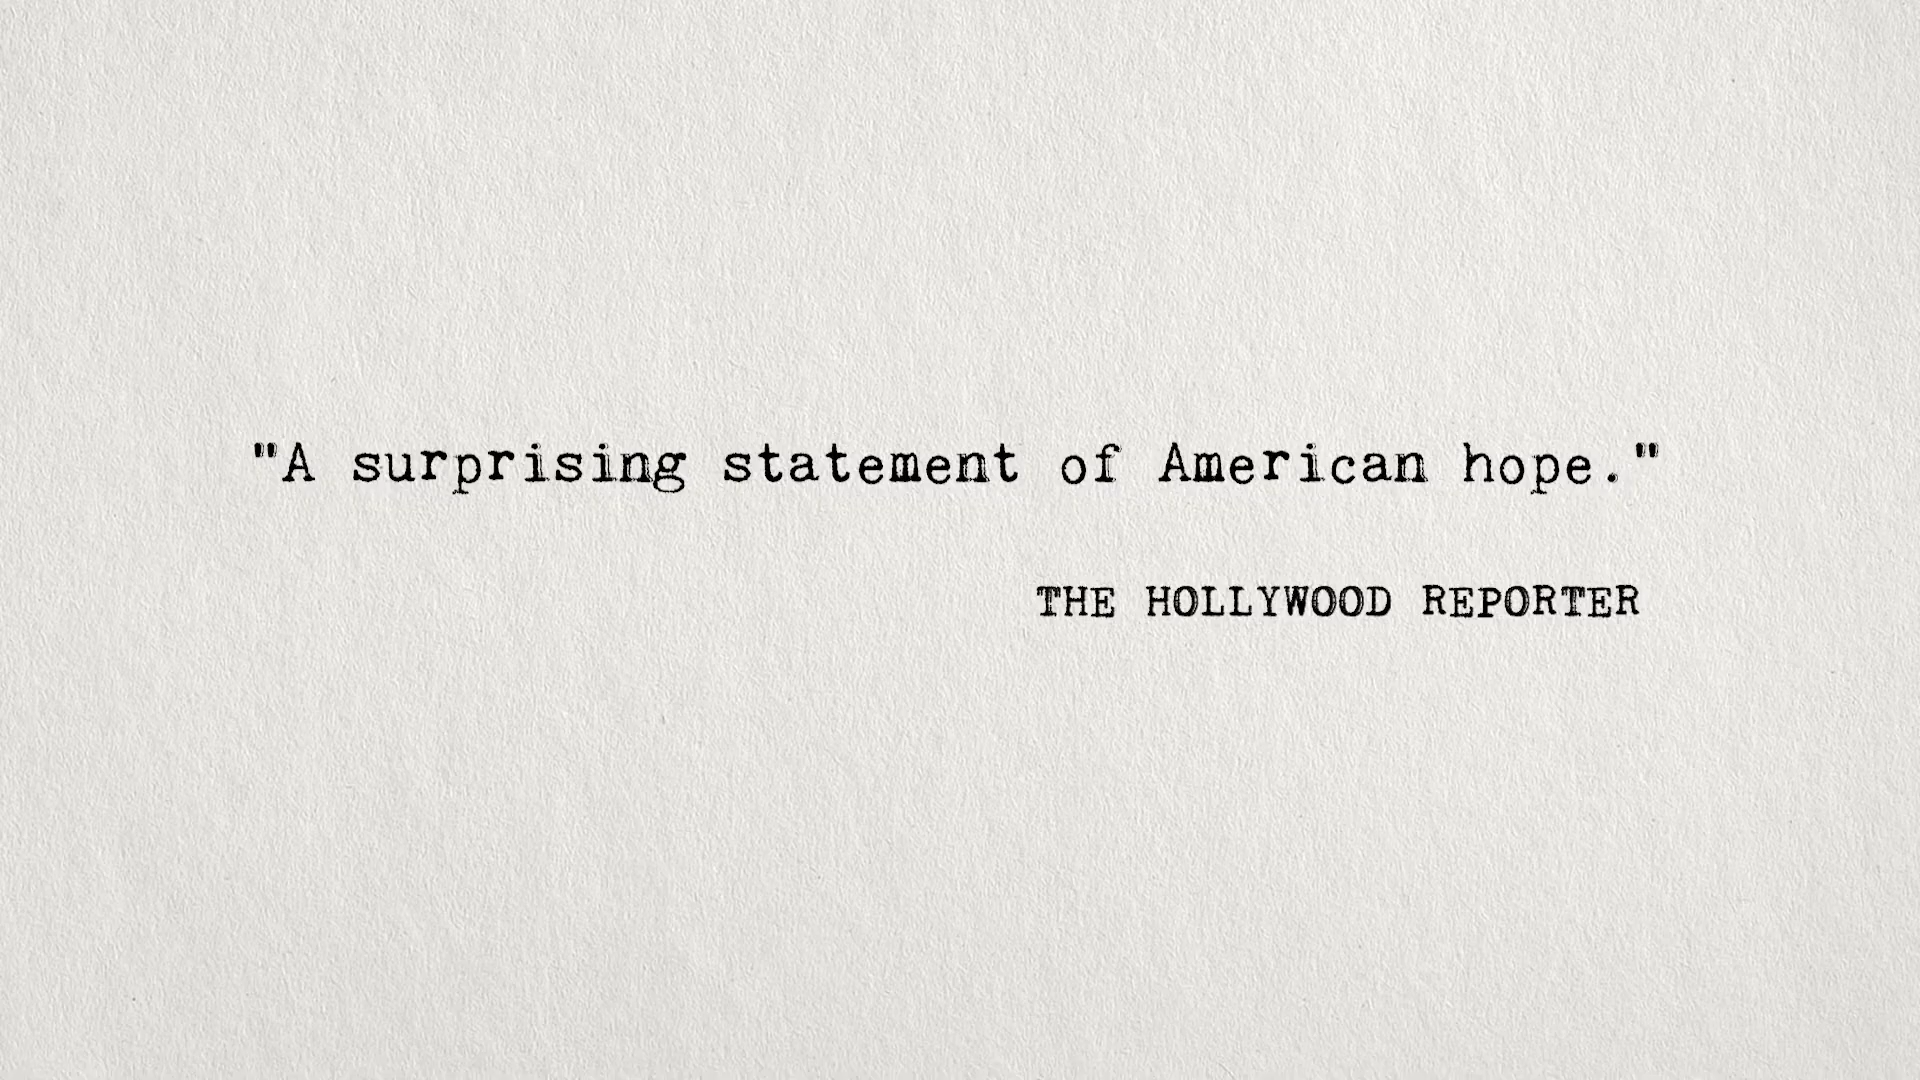 "A surprising statement of American hope."
THE HOLLYWOOD REPORTER